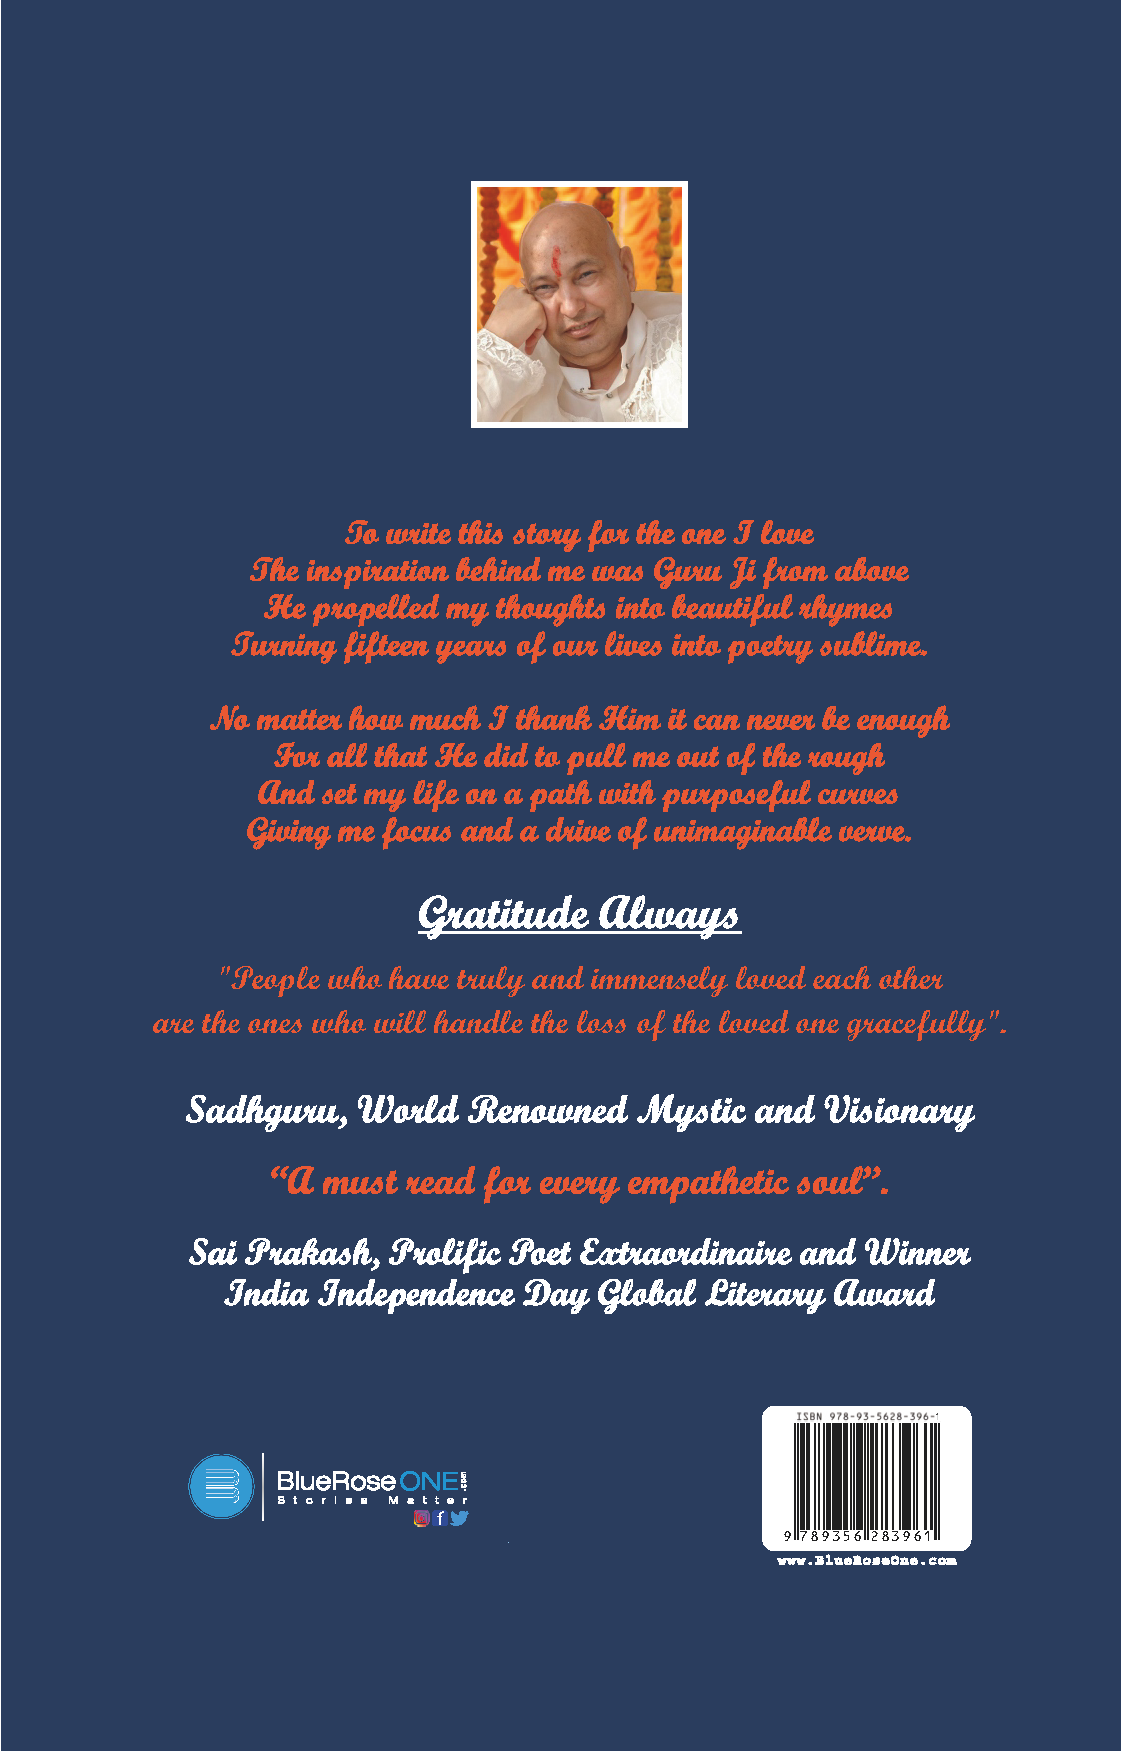 To write this story for the one I love
The inspiration behind me was Guru Ji from above
He propelled my thoughts into beautiful rhymes
Turning fifteen years of our lives into poetry sublime.
No matter how much I thank Him it can never be enough
For all that He did to pull me out of the rough
And set my life on a path with purposeful curves
Giving me focus and a drive of unimaginable verve.
Gratitude Always
"People who have truly and immensely loved each other
are the ones who will handle the loss of the loved one gracefully".
Sadhguru, World Renowned Mystic and Visionary
“A must read for every empathetic soul”.
Sai Prakash, Prolific Poet Extraordinaire and Winner
India Independence Day Global Literary Award
BlueRoseONE.com
Stories Matter
ISBN 978-93-5628-396-1
9 789356 283961
www.BlueRoseOne.com